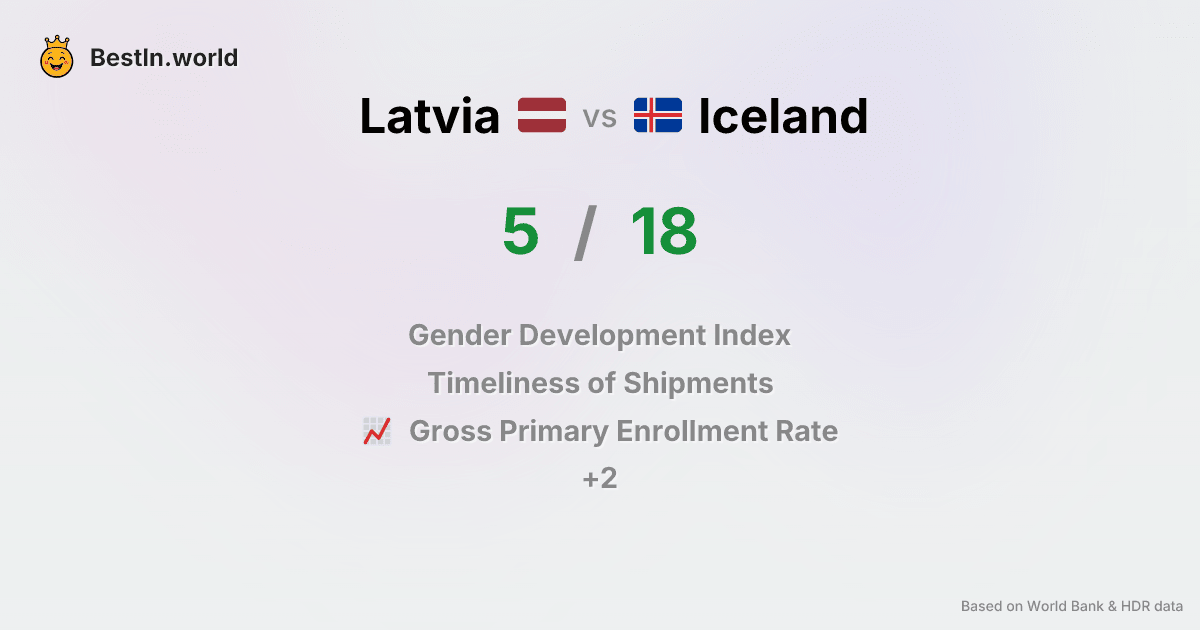 BestIn.world
Latvia vs Iceland
5 / 18
Gender Development Index
Timeliness of Shipments
Gross Primary Enrollment Rate
+2
Based on World Bank & HDR data